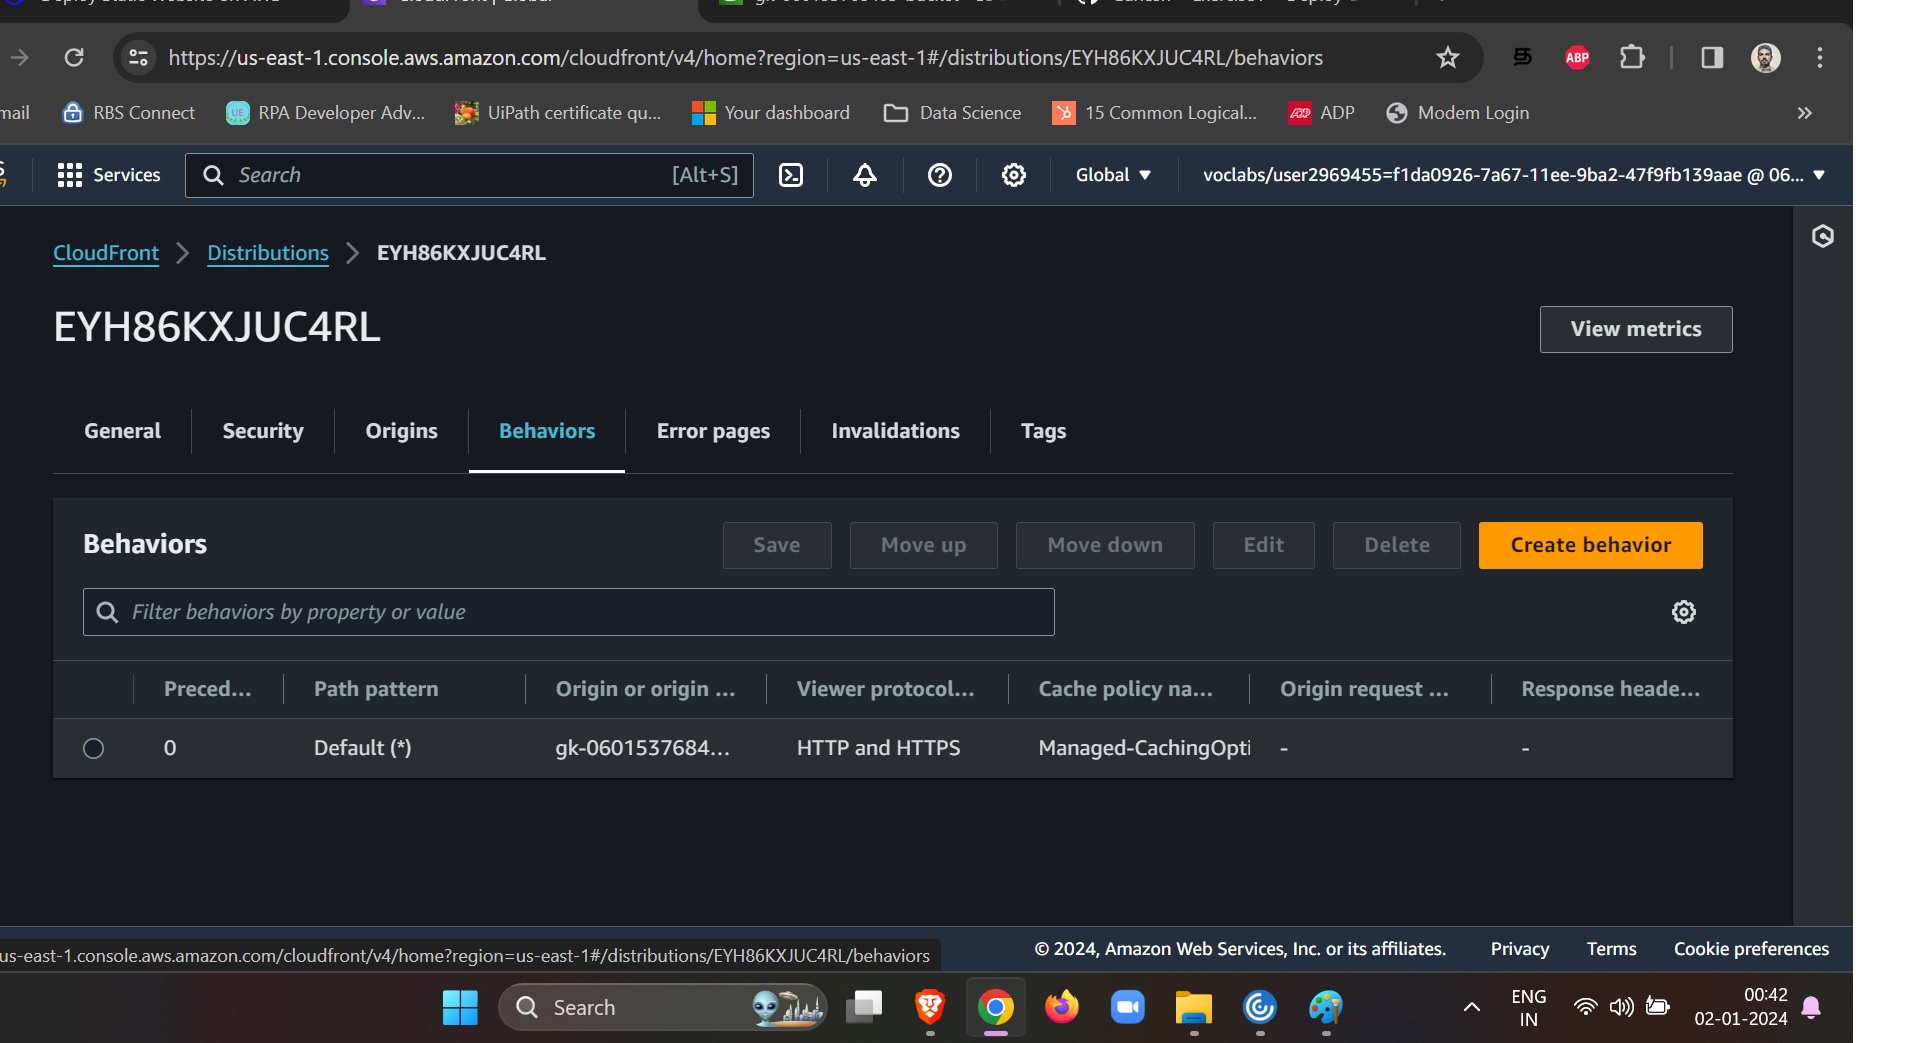 https://us-east-1.console.aws.amazon.com/cloudfront/v4/home?region=us-east-1#/distributions/EYH86KXJUC4RL/behaviors
ABP
mail RBS Connect UE RPA Developer Adv... UiPath certificate qu... Your dashboard Data Science 15 Common Logical... ADP Modem Login
Services Search [Alt+S] Global voclabs/user2969455=f1da0926-7a67-11ee-9ba2-47f9fb139aae @ 06...
CloudFront Distributions EYH86KXJUC4RL
EYH86KXJUC4RL
View metrics
General Security Origins Behaviors Error pages Invalidations Tags
Behaviors Save Move up Move down Edit Delete Create behavior
Filter behaviors by property or value
Preced... Path pattern Origin or origin ... Viewer protocol... Cache policy na... Origin request ... Response heade...
0 Default (*) gk-0601537684... HTTP and HTTPS Managed-CachingOpti - -
© 2024, Amazon Web Services, Inc. or its affiliates. Privacy Terms Cookie preferences
us-east-1.console.aws.amazon.com/cloudfront/v4/home?region=us-east-1#/distributions/EYH86KXJUC4RL/behaviors
Search
ENG
IN
00:42
02-01-2024